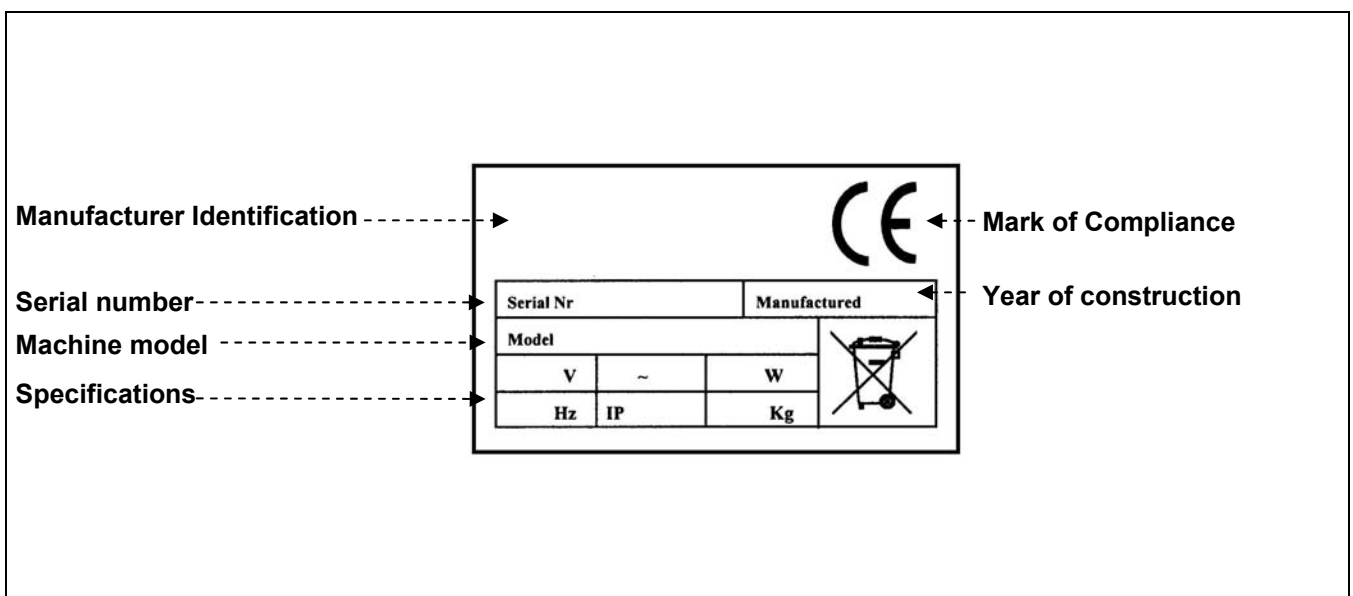 Manufacturer Identification
CE
Mark of Compliance
Serial number
Serial Nr
Manufactured
Year of construction
Machine model
Model
Specifications
V
~
W
Hz
IP
Kg